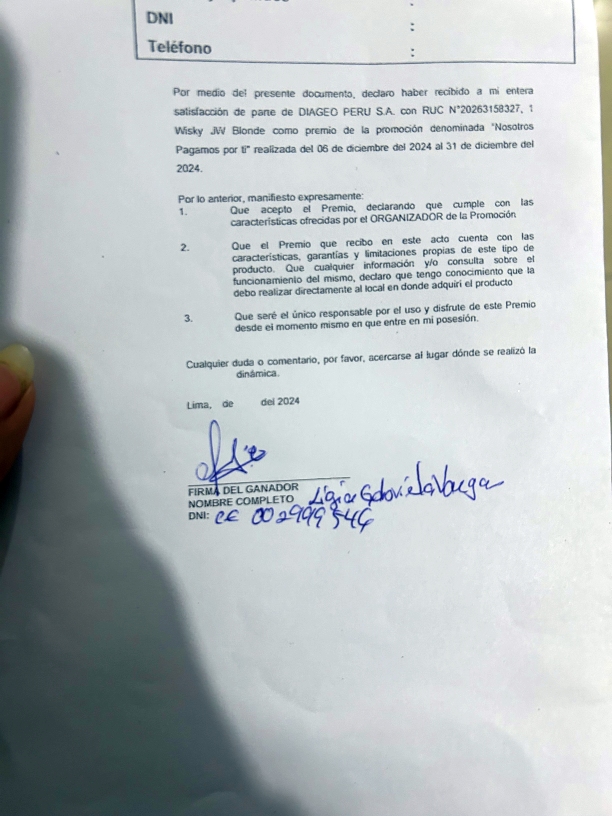 DNI :
Teléfono :
Por medio del presente documento, declaro haber recibido a mi entera
satisfacción de parte de DIAGEO PERU S.A. con RUC N°20263158327, 1
Wisky JW Blonde como premio de la promoción denominada "Nosotros
Pagamos por ti" realizada del 06 de diciembre del 2024 al 31 de diciembre del
2024.
Por lo anterior, manifiesto expresamente:
1. Que acepto el Premio, declarando que cumple con las
características ofrecidas por el ORGANIZADOR de la Promoción
2. Que el Premio que recibo en este acto cuenta con las
características, garantías y limitaciones propias de este tipo de
producto. Que cualquier información y/o consulta sobre el
funcionamiento del mismo, declaro que tengo conocimiento que la
debo realizar directamente al local en donde adquirí el producto
3. Que seré el único responsable por el uso y disfrute de este Premio
desde el momento mismo en que entre en mi posesión.
Cualquier duda o comentario, por favor, acercarse al lugar dónde se realizó la
dinámica.
Lima, de del 2024
FIRMA DEL GANADOR
NOMBRE COMPLETO Ligia Gabriela Vargas
DNI: CE 002999546